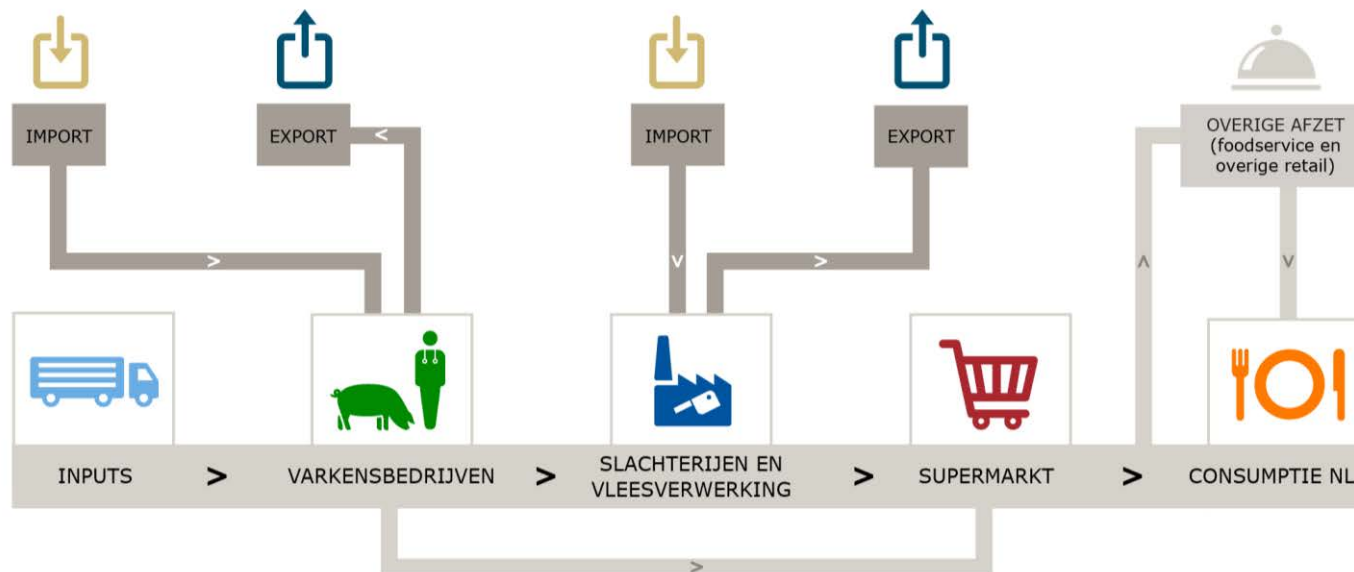 IMPORT
EXPORT
IMPORT
EXPORT
OVERIGE AFZET
(foodservice en
overige retail)
INPUTS
>
VARKENSBEDRIJVEN
>
SLACHTERIJEN EN
VLEESVERWERKING
>
SUPERMARKT
>
CONSUMPTIE NL